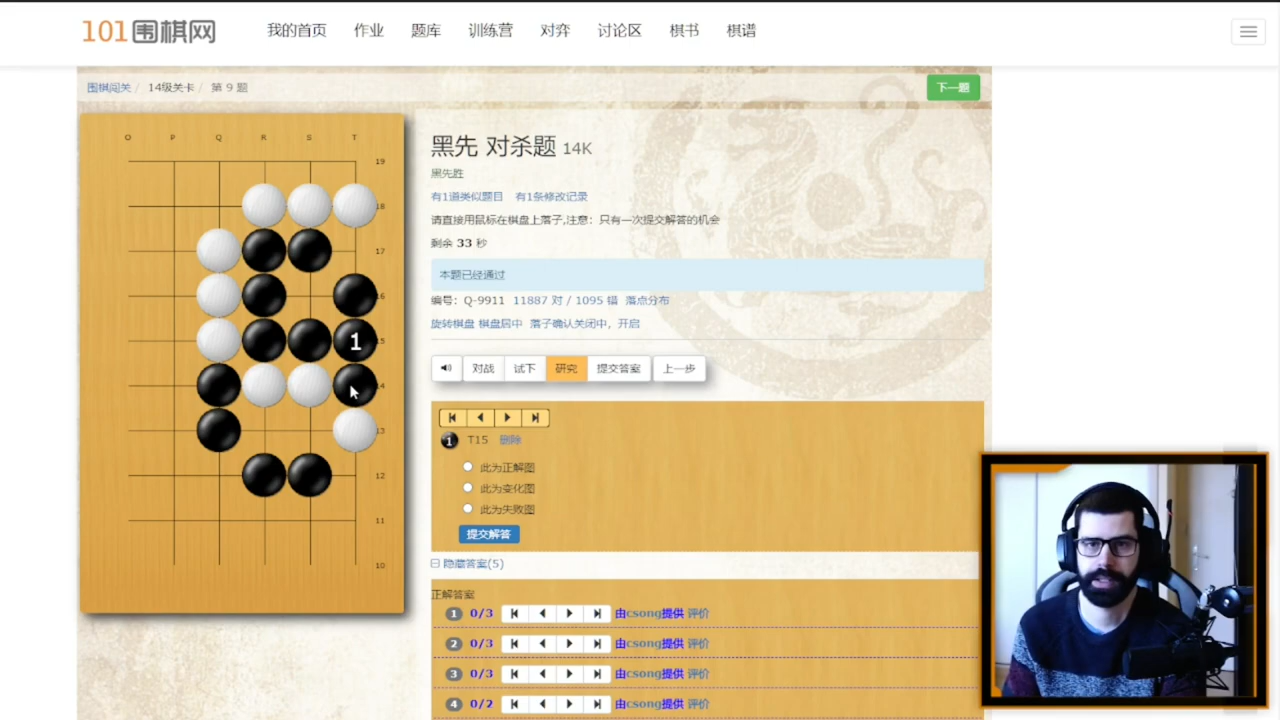 101围棋网 我的首页 作业 题库 训练营 对弈 讨论区 棋书 棋谱
围棋闯关 / 14级关卡 / 第 9 题 下一题
O P Q R S T
19
18
17
16
15
14
13
12
11
10
1
黑先 对杀题 14K
黑先胜
有1道类似题目 有1条修改记录
请直接用鼠标在棋盘上落子,注意：只有一次提交解答的机会
剩余 33 秒
本题已经通过
编号：Q-9911 11887 对 / 1095 错 落点分布
旋转棋盘 棋盘居中 落子确认关闭中，开启
对战 试下 研究 提交答案 上一步
1 T15 删除
此为正解图
此为变化图
此为失败图
提交解答
隐藏答案(5)
正解答案
1 0/3 由csong提供 评价
2 0/3 由csong提供 评价
3 0/3 由csong提供 评价
4 0/2 由csong提供 评价